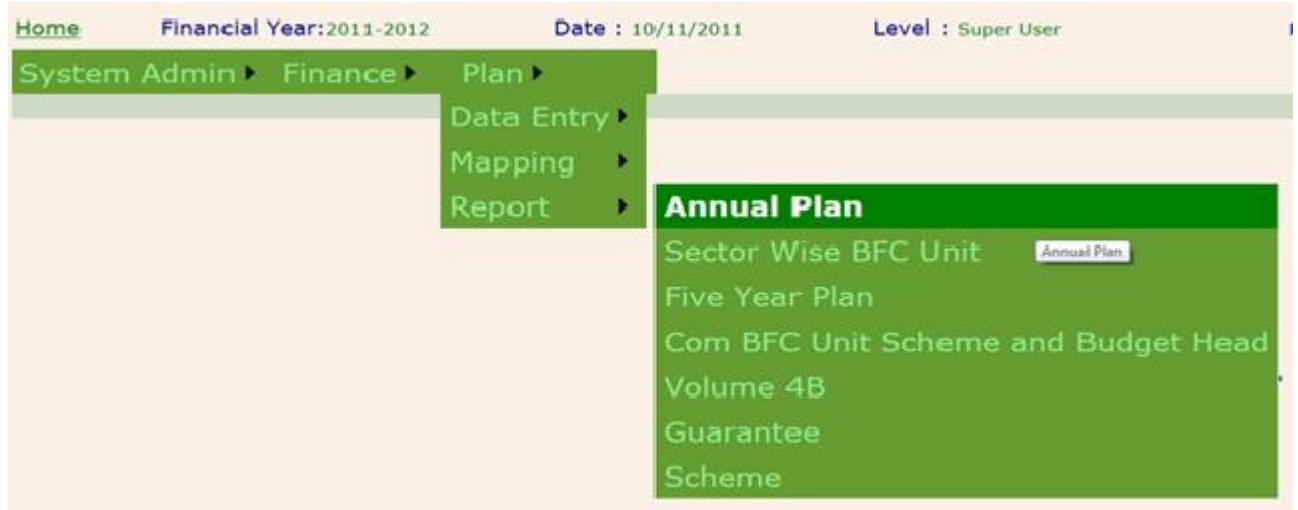 Home Financial Year:2011-2012 Date : 10/11/2011 Level : Super User
System Admin Finance Plan
Data Entry
Mapping
Report
Annual Plan
Sector Wise BFC Unit
Annual Plan
Five Year Plan
Com BFC Unit Scheme and Budget Head
Volume 4B
Guarantee
Scheme